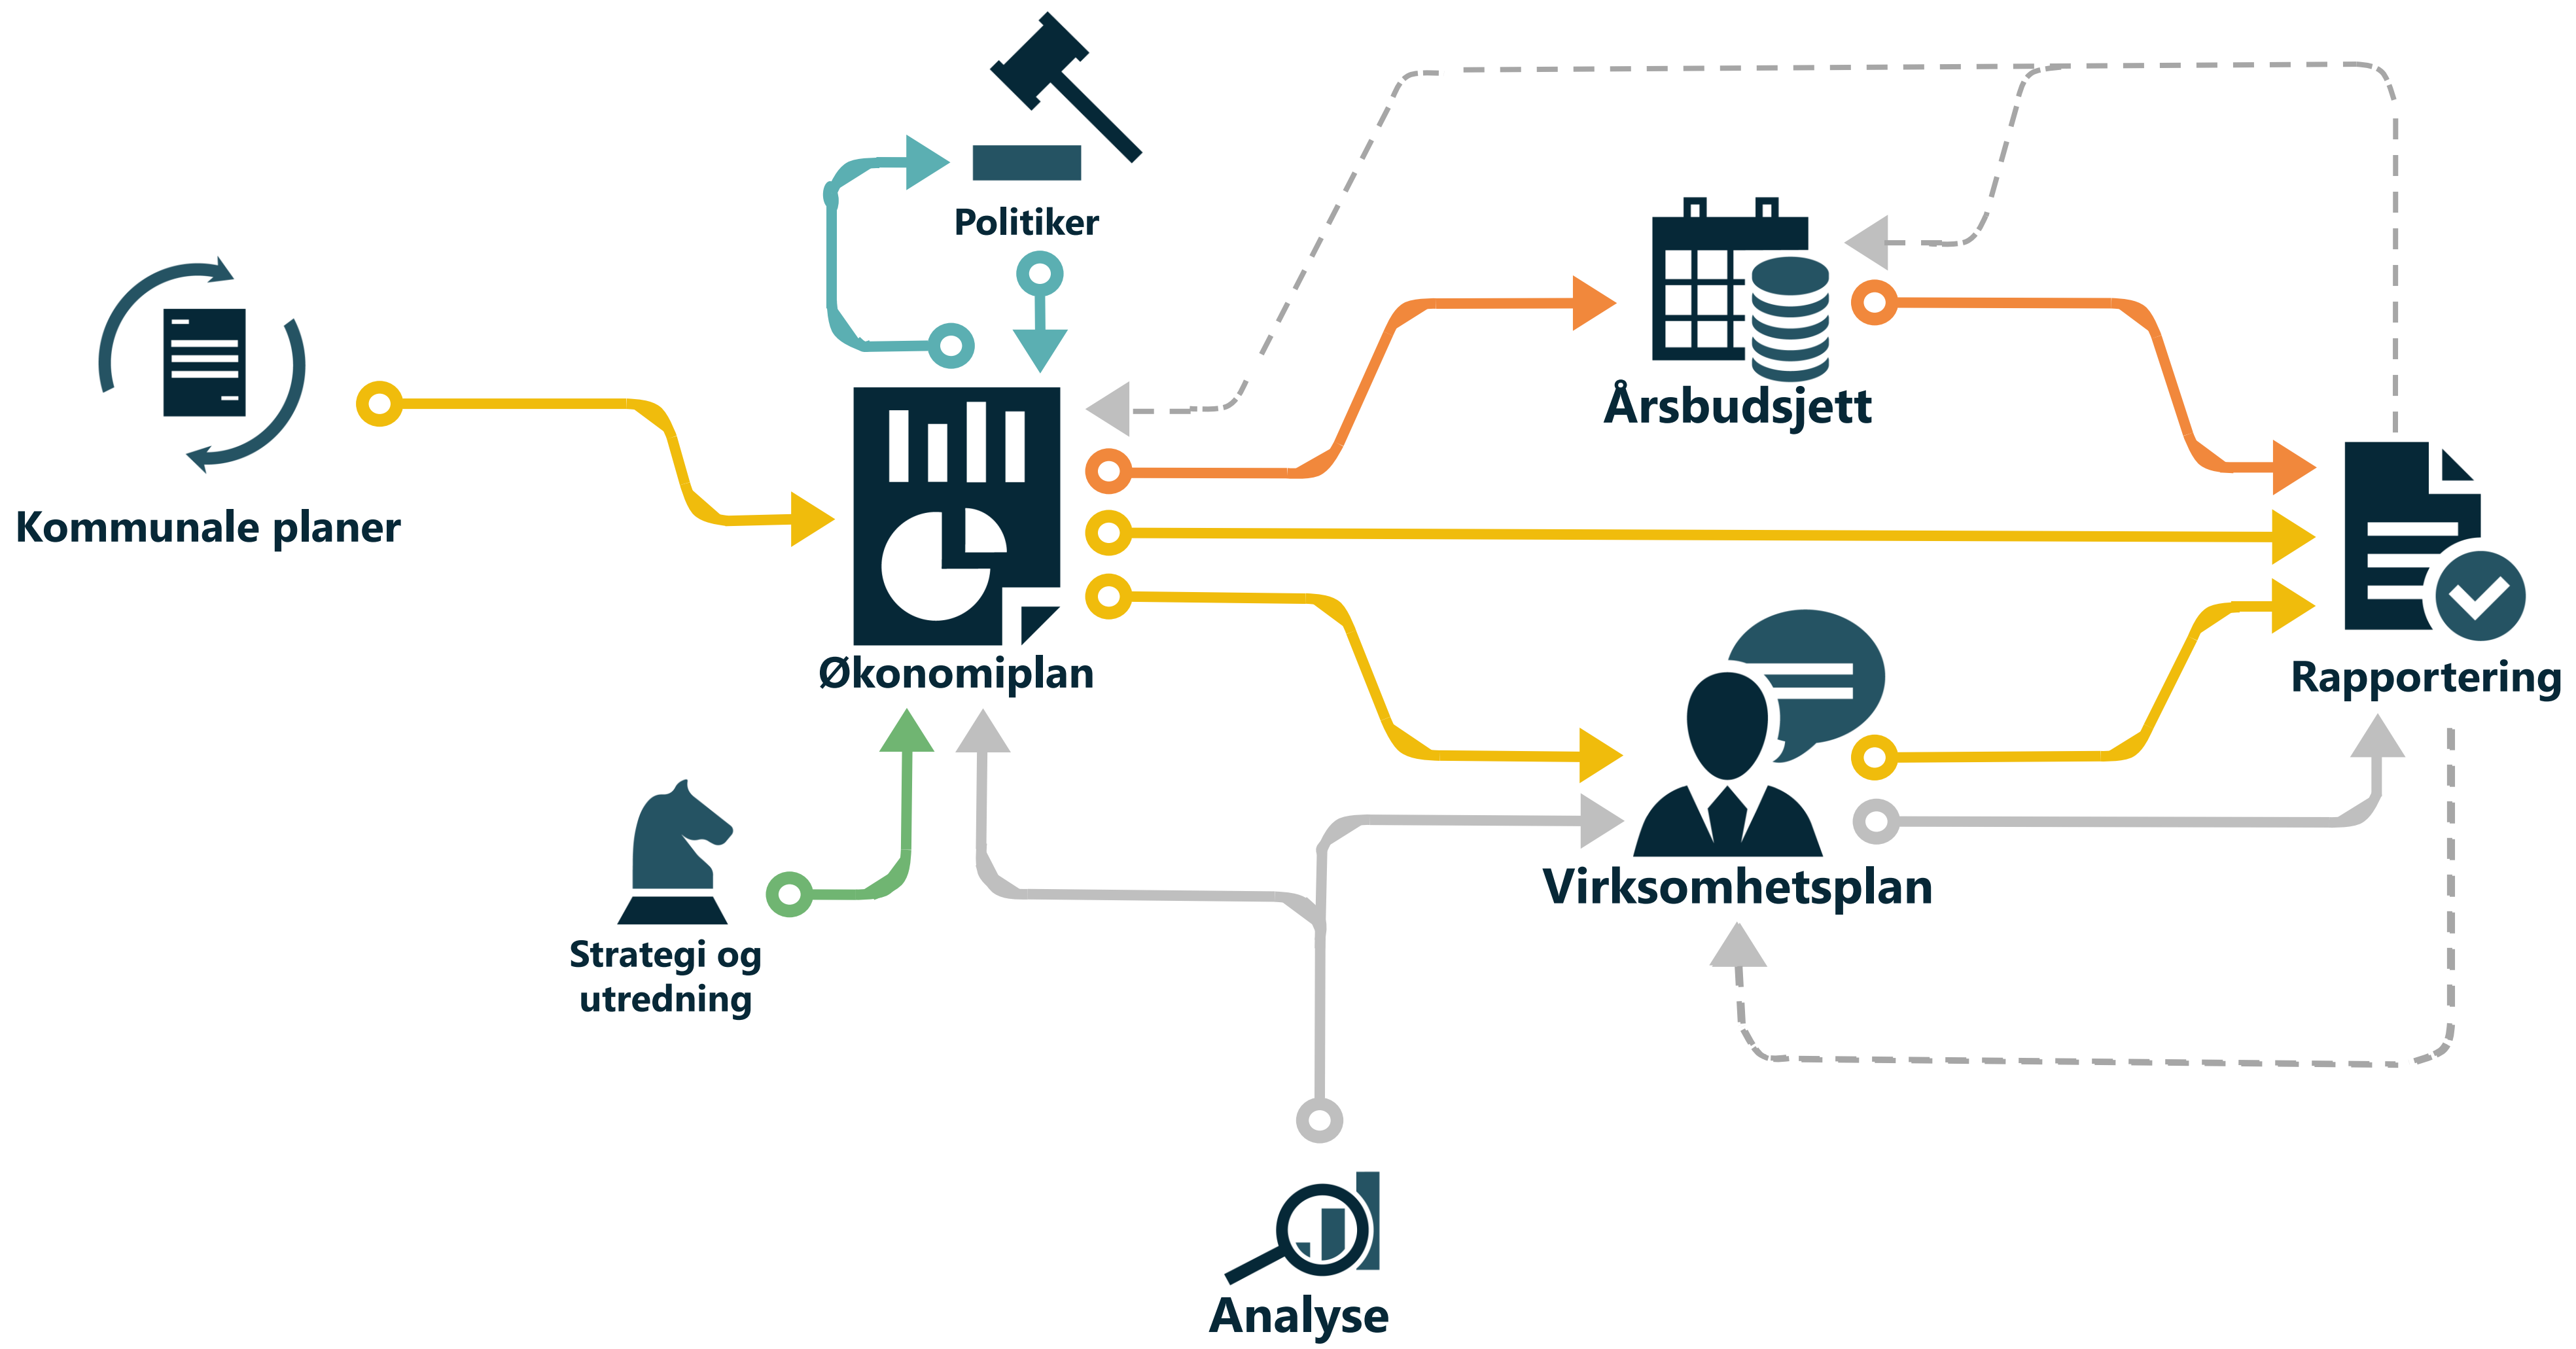 Politiker
Årsbudsjett
Kommunale planer
Økonomiplan
Rapportering
Virksomhetsplan
Strategi og
utredning
Analyse